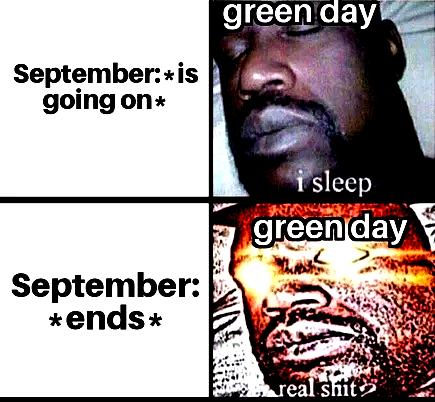 September:*is
going on*
green day
i sleep
September:
*ends*
green day
real shit